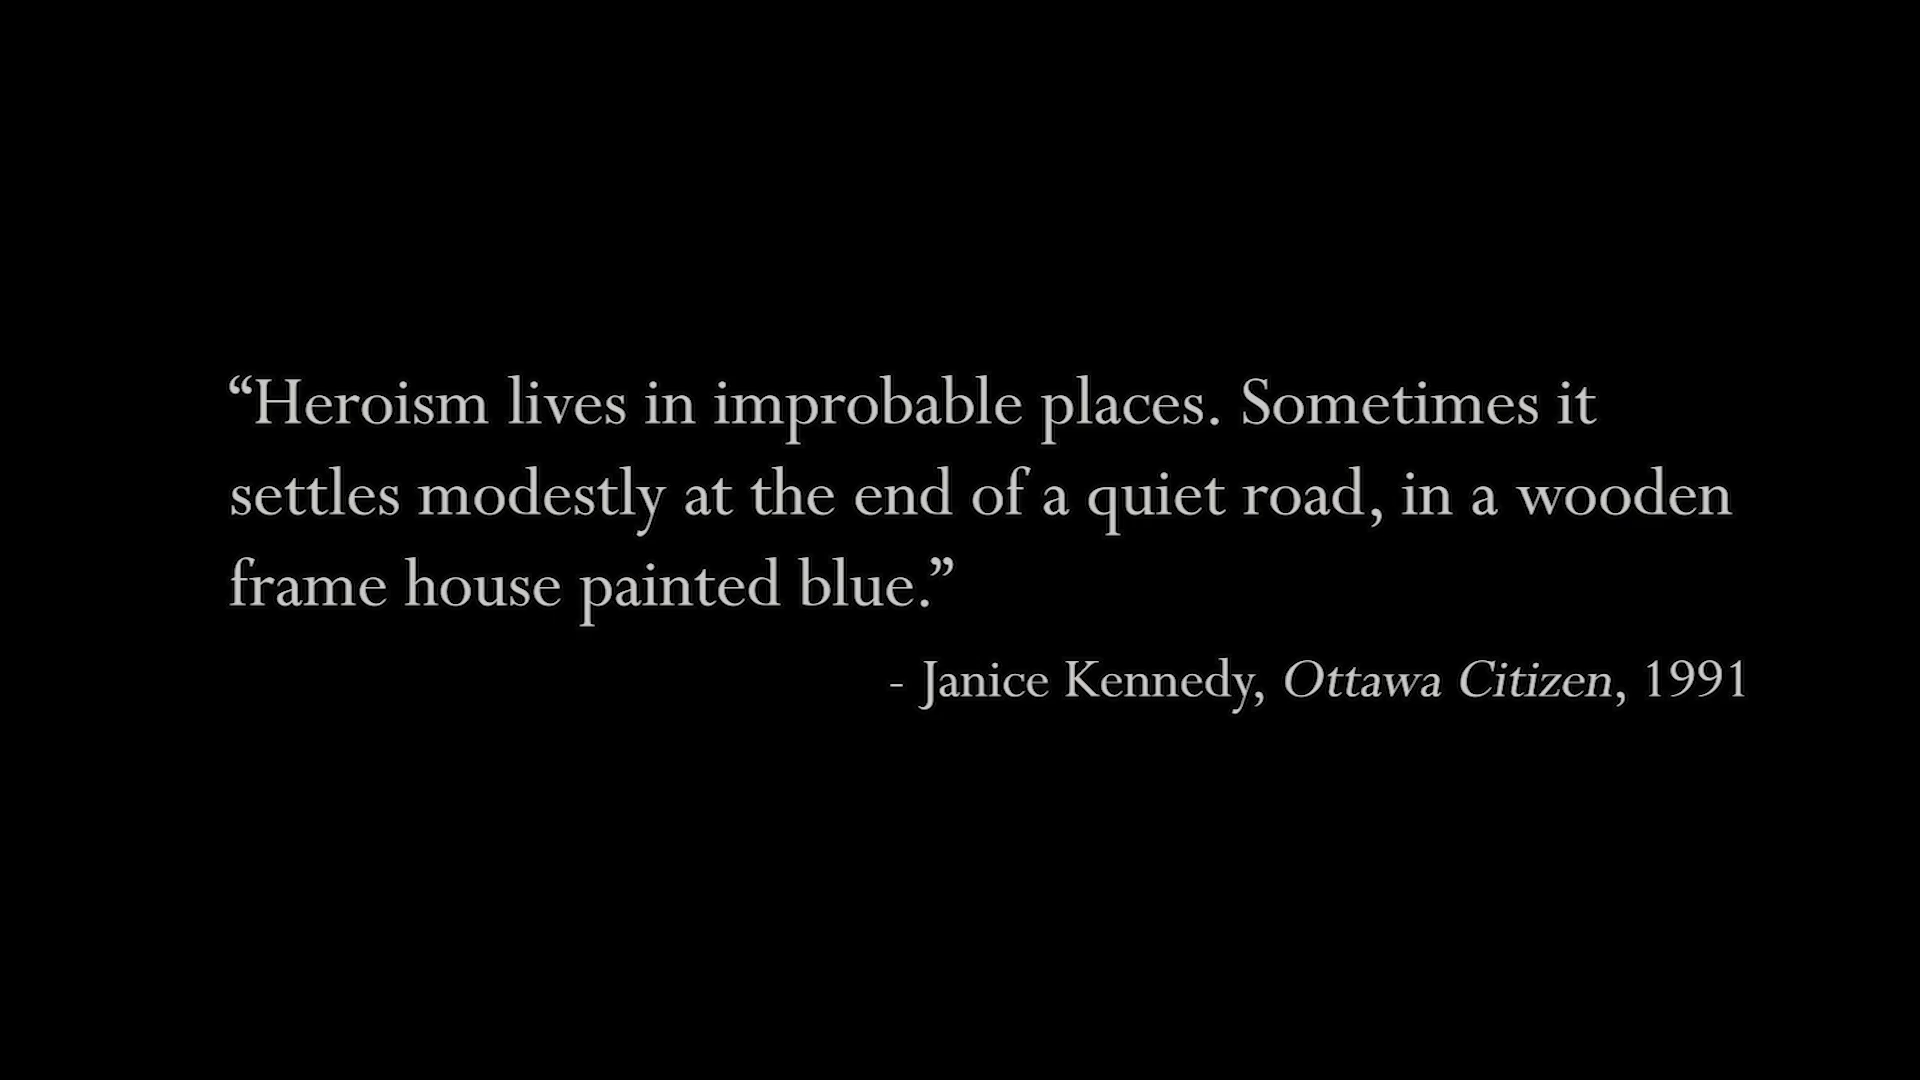 “Heroism lives in improbable places. Sometimes it
settles modestly at the end of a quiet road, in a wooden
frame house painted blue.”
- Janice Kennedy, Ottawa Citizen, 1991